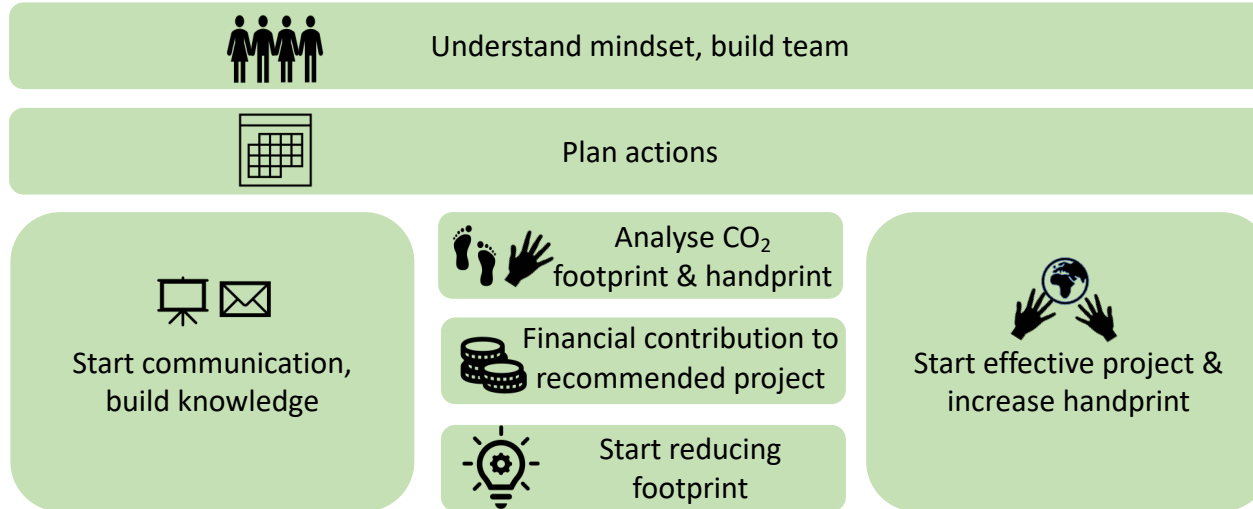 Understand mindset, build team
Plan actions
Start communication,
build knowledge
Analyse CO₂
footprint & handprint
Financial contribution to
recommended project
Start reducing
footprint
Start effective project &
increase handprint